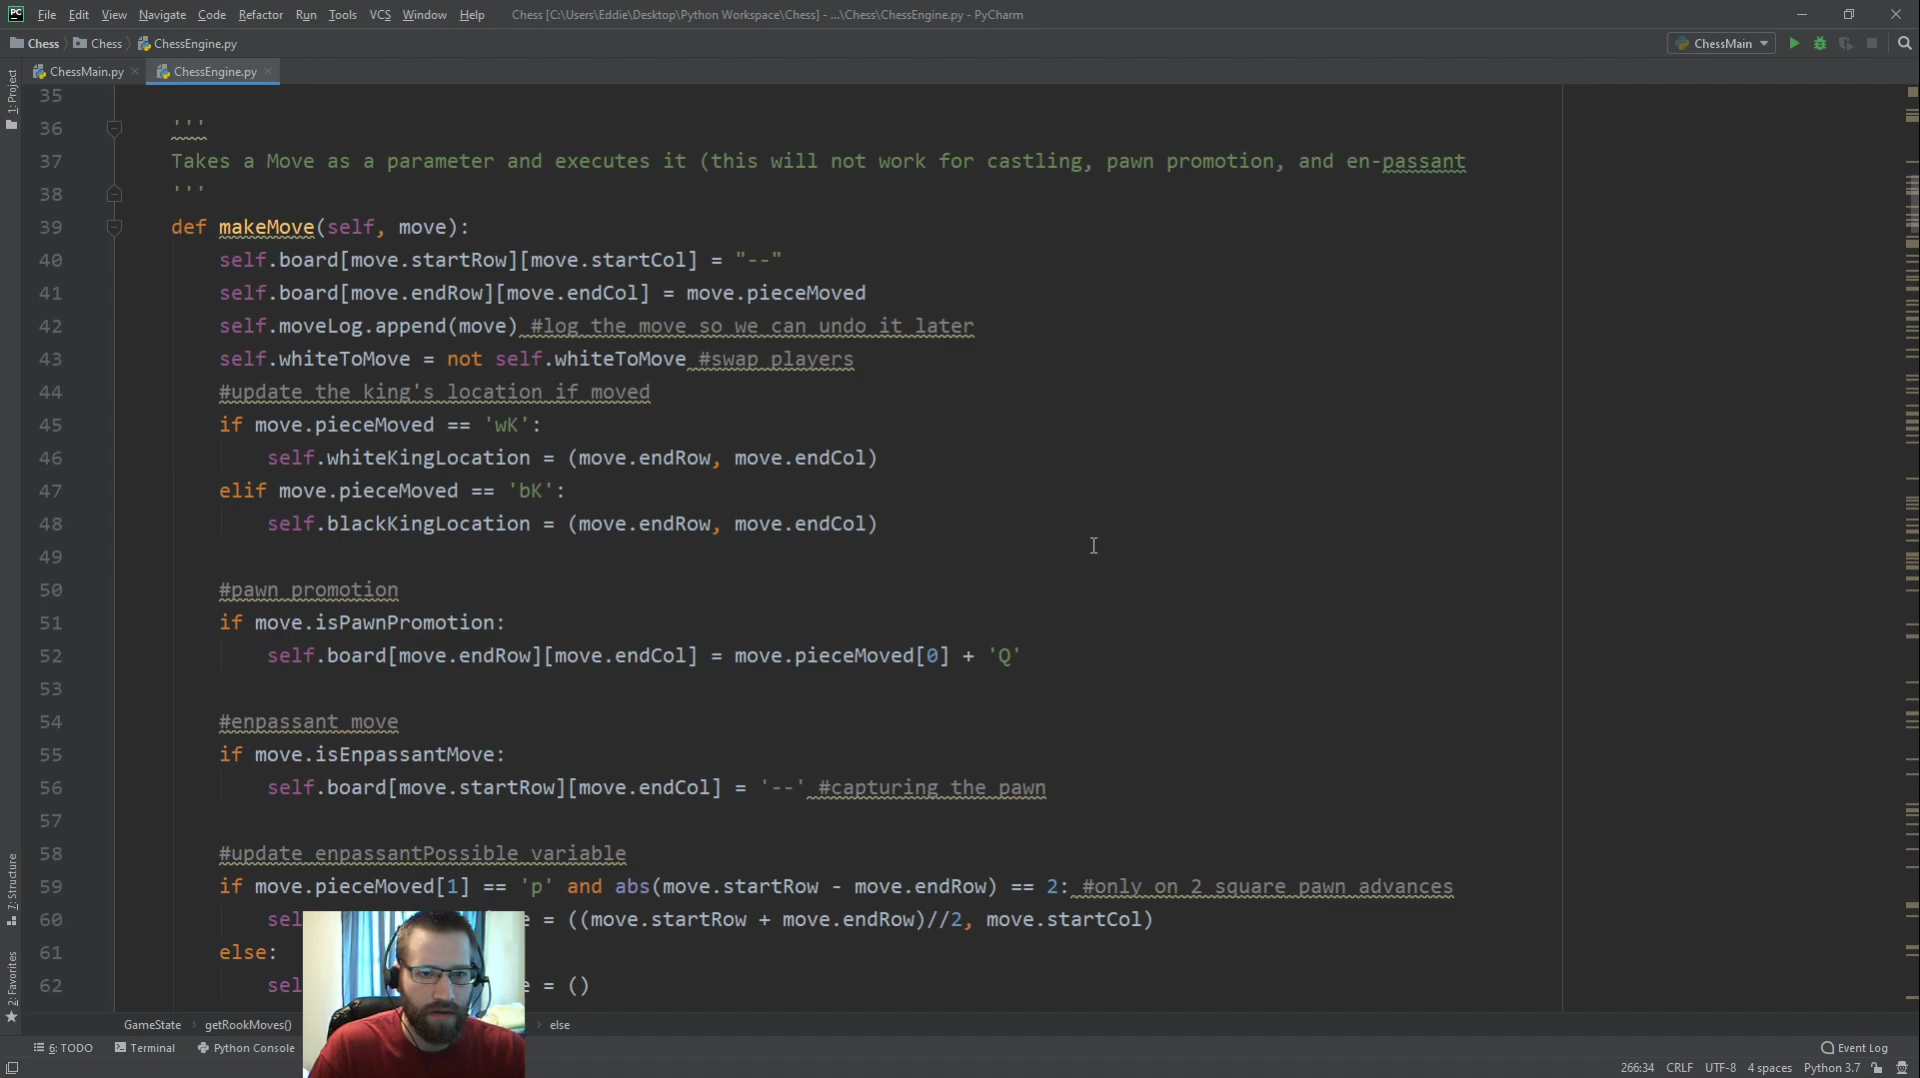 File Edit View Navigate Code Refactor Run Tools VCS Window Help Chess [C:\Users\Eddie\Desktop\Python Workspace\Chess] - ...\Chess\ChessEngine.py - PyCharm
Chess Chess ChessEngine.py ChessMain
ChessMain.py ChessEngine.py
1: Project
35
36 '''
37 Takes a Move as a parameter and executes it (this will not work for castling, pawn promotion, and en-passant
38 '''
39 def makeMove(self, move):
40 self.board[move.startRow][move.startCol] = "--"
41 self.board[move.endRow][move.endCol] = move.pieceMoved
42 self.moveLog.append(move) #log the move so we can undo it later
43 self.whiteToMove = not self.whiteToMove #swap players
44 #update the king's location if moved
45 if move.pieceMoved == 'wK':
46 self.whiteKingLocation = (move.endRow, move.endCol)
47 elif move.pieceMoved == 'bK':
48 self.blackKingLocation = (move.endRow, move.endCol)
49
50 #pawn promotion
51 if move.isPawnPromotion:
52 self.board[move.endRow][move.endCol] = move.pieceMoved[0] + 'Q'
53
54 #enpassant move
55 if move.isEnpassantMove:
56 self.board[move.startRow][move.endCol] = '--' #capturing the pawn
57
58 #update enpassantPossible variable
59 if move.pieceMoved[1] == 'p' and abs(move.startRow - move.endRow) == 2: #only on 2 square pawn advances
60 sel e = ((move.startRow + move.endRow)//2, move.startCol)
61 else:
62 sel e = ()
7: Structure
2: Favorites
GameState getRookMoves() else
6: TODO Terminal Python Console Event Log
266:34 CRLF UTF-8 4 spaces Python 3.7